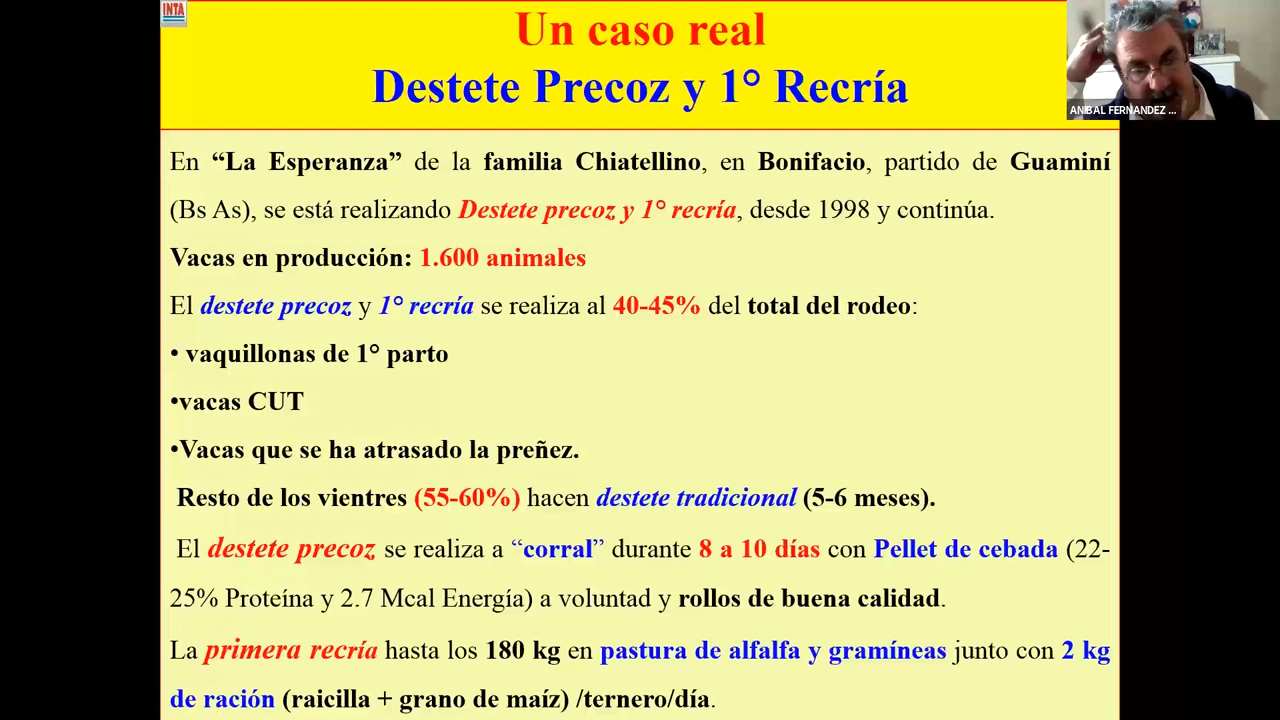 INTA
Un caso real
Destete Precoz y 1° Recría
ANIBAL FERNANDEZ ...
En “La Esperanza” de la familia Chiatellino, en Bonifacio, partido de Guaminí
(Bs As), se está realizando Destete precoz y 1° recría, desde 1998 y continúa.
Vacas en producción: 1.600 animales
El destete precoz y 1° recría se realiza al 40-45% del total del rodeo:
• vaquillonas de 1° parto
•vacas CUT
•Vacas que se ha atrasado la preñez.
Resto de los vientres (55-60%) hacen destete tradicional (5-6 meses).
El destete precoz se realiza a “corral” durante 8 a 10 días con Pellet de cebada (22-
25% Proteína y 2.7 Mcal Energía) a voluntad y rollos de buena calidad.
La primera recría hasta los 180 kg en pastura de alfalfa y gramíneas junto con 2 kg
de ración (raicilla + grano de maíz) /ternero/día.